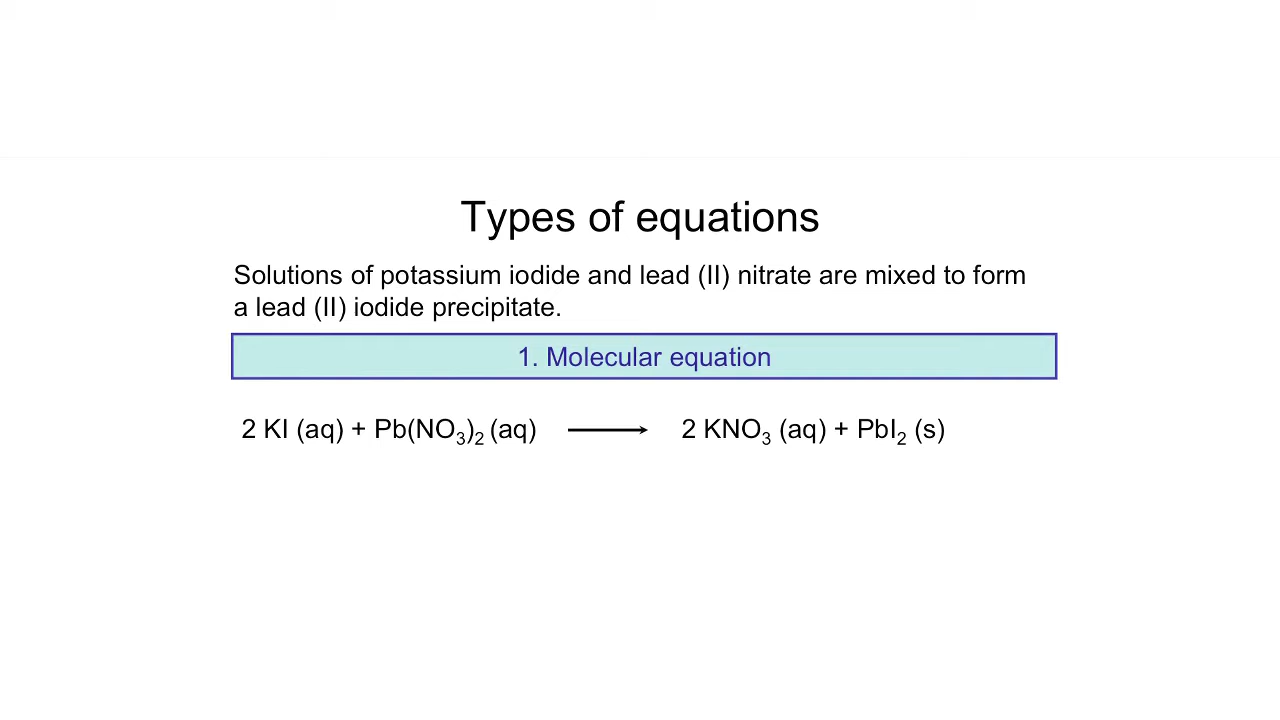 Types of equations
Solutions of potassium iodide and lead (II) nitrate are mixed to form
a lead (II) iodide precipitate.
1. Molecular equation
2 KI (aq) + Pb(NO₃)₂ (aq) ⟶ 2 KNO₃ (aq) + PbI₂ (s)